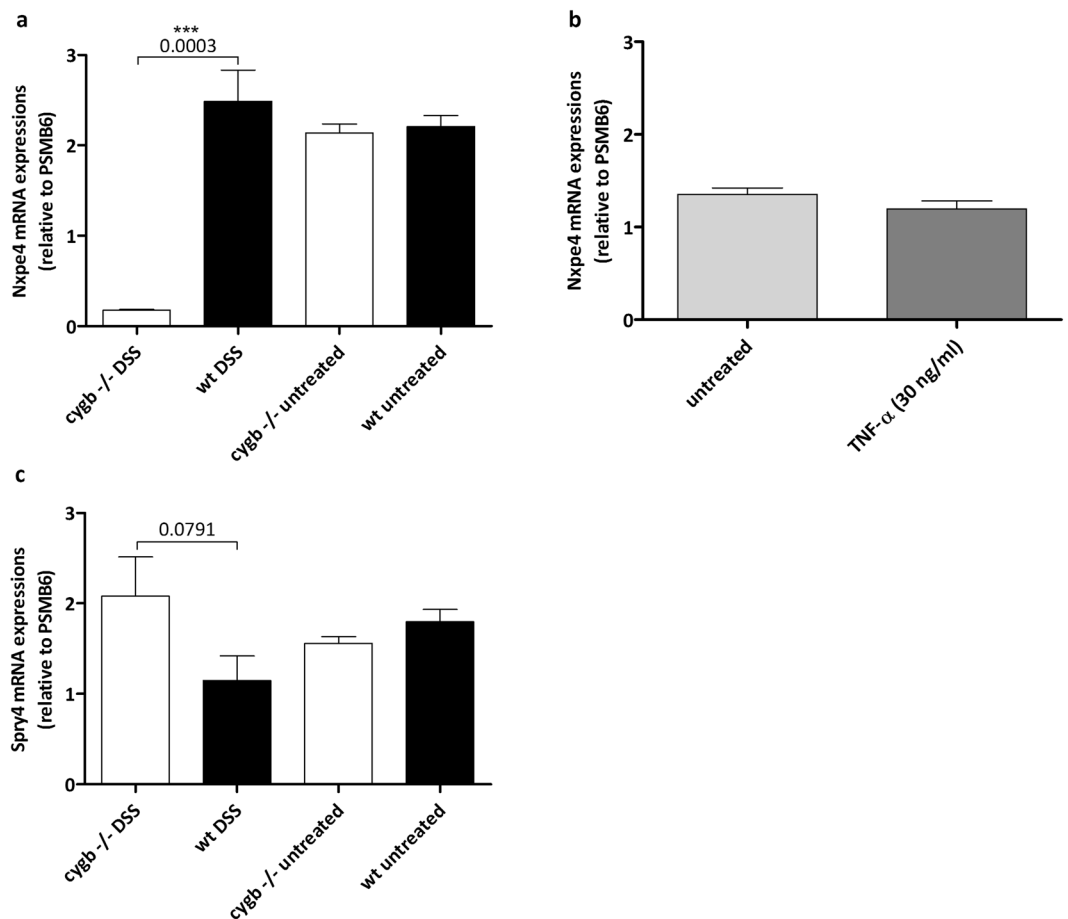 a
***
0.0003
Nxpe4 mRNA expressions
(relative to PSMB6)
3
2
1
0
cygb -/- DSS
wt DSS
cygb -/- untreated
wt untreated
b
Nxpe4 mRNA expressions
(relative to PSMB6)
3
2
1
0
untreated
TNF-α (30 ng/ml)
c
0.0791
Spry4 mRNA expressions
(relative to PSMB6)
3
2
1
0
cygb -/- DSS
wt DSS
cygb -/- untreated
wt untreated